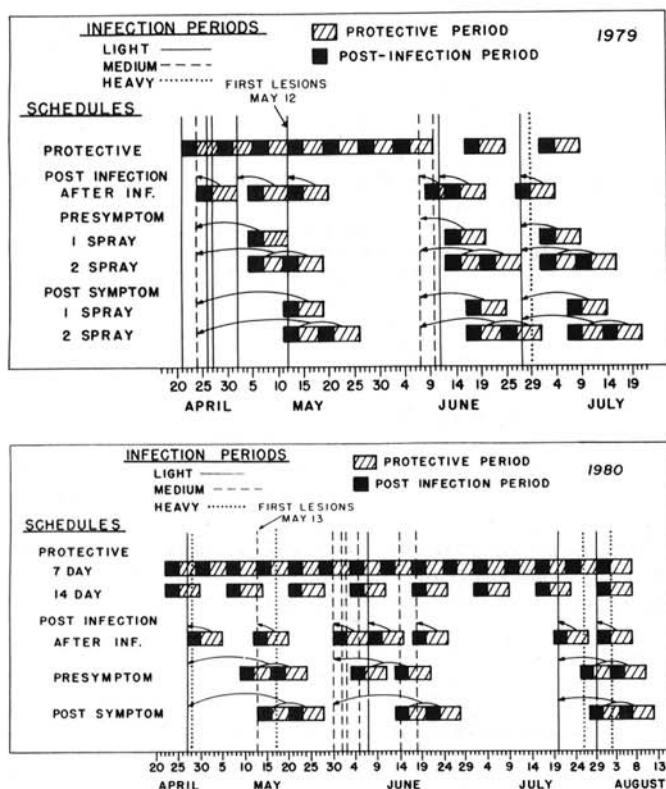 INFECTION PERIODS
PROTECTIVE PERIOD
1979
LIGHT
POST-INFECTION PERIOD
MEDIUM
HEAVY
FIRST LESIONS
MAY 12
SCHEDULES
PROTECTIVE
POST INFECTION
AFTER INF.
PRESYMPTOM
1 SPRAY
2 SPRAY
POST SYMPTOM
1 SPRAY
2 SPRAY
20 25 30 5 10 15 20 25 30 4 9 14 19 25 29 4 9 14 19
APRIL MAY JUNE JULY
INFECTION PERIODS
PROTECTIVE PERIOD
1980
LIGHT
POST INFECTION PERIOD
MEDIUM
HEAVY
FIRST LESIONS
MAY 13
SCHEDULES
PROTECTIVE
7 DAY
14 DAY
POST INFECTION
AFTER INF.
PRESYMPTOM
POST SYMPTOM
20 25 30 5 10 15 20 25 30 4 9 14 19 24 29 4 9 14 19 24 29 3 8 13
APRIL MAY JUNE JULY AUGUST